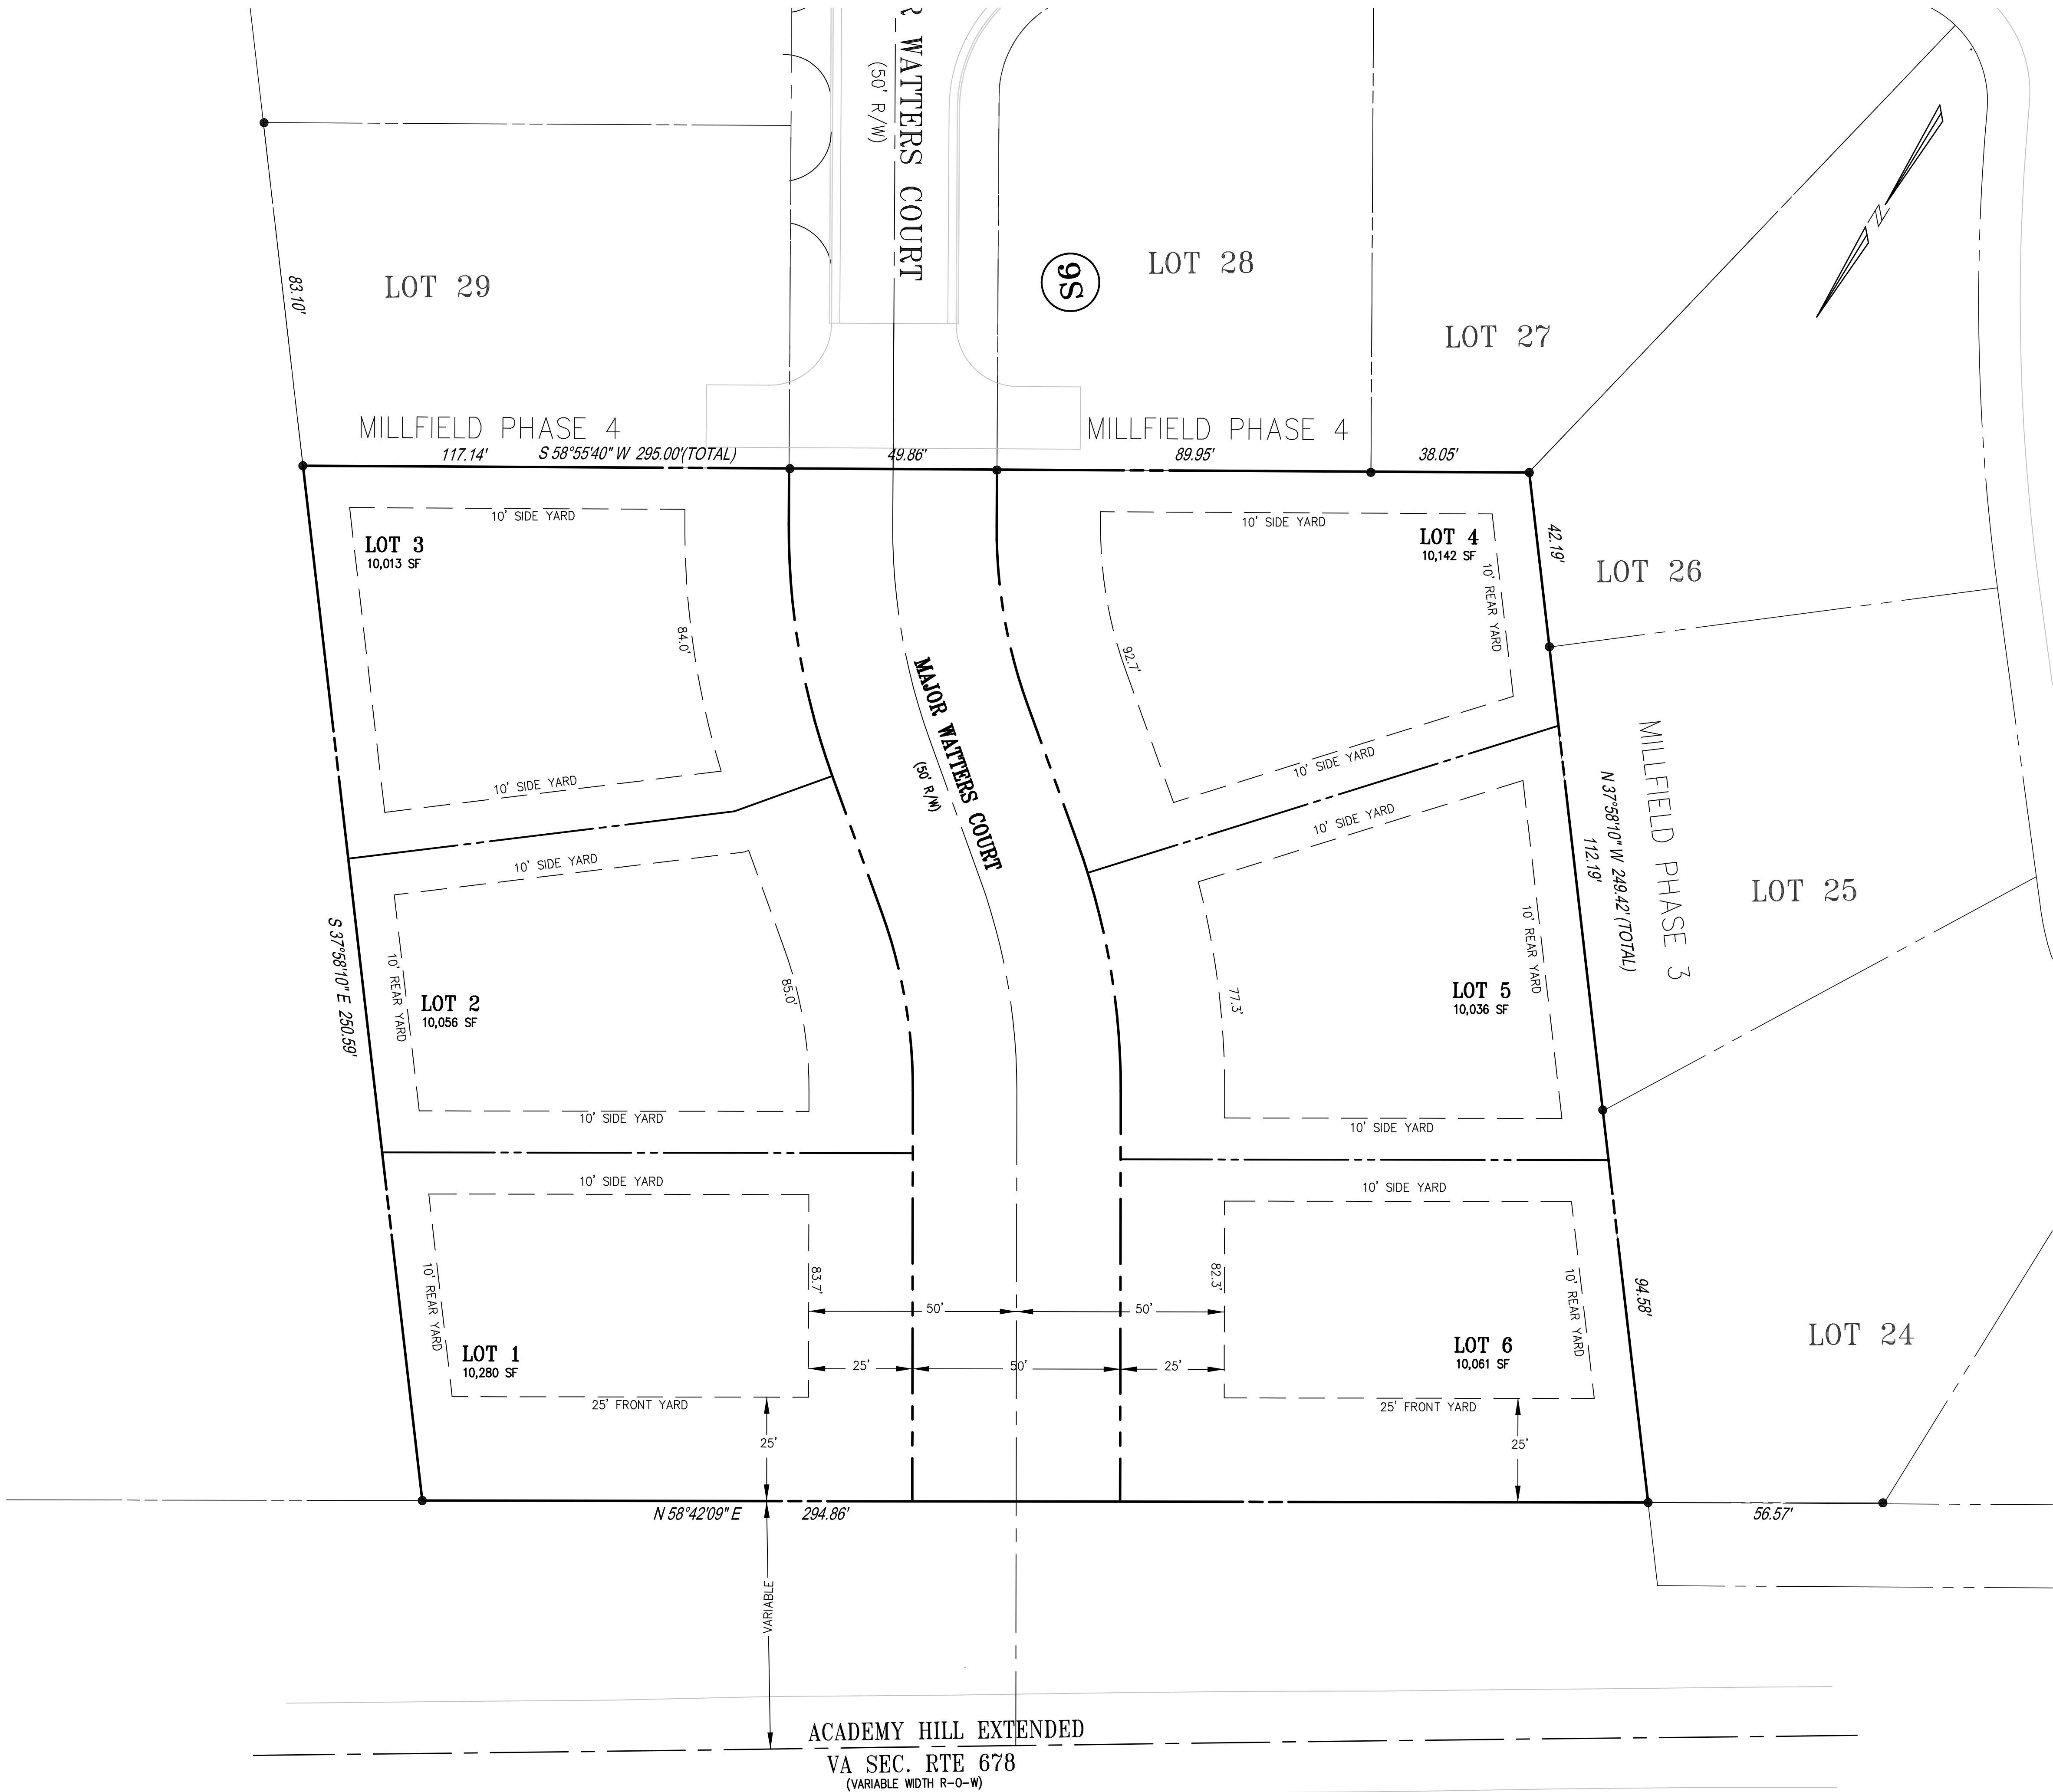 R WATTERS COURT
(50' R/W)
LOT 29
83.10'
S6
LOT 28
LOT 27
N
MILLFIELD PHASE 4
MILLFIELD PHASE 4
117.14'
S 58°55'40" W 295.00'(TOTAL)
49.86'
89.95'
38.05'
10' SIDE YARD
LOT 3
10,013 SF
84.0'
10' SIDE YARD
10' SIDE YARD
LOT 4
10,142 SF
10' REAR YARD
92.7'
10' SIDE YARD
42.19'
LOT 26
MAJOR WATTERS COURT
(50' R/W)
MILLFIELD PHASE 3
N 37°58'10" W 249.42' (TOTAL)
112.19'
LOT 25
S 37°58'10" E 250.59'
10' SIDE YARD
10' REAR YARD
LOT 2
10,056 SF
85.0'
10' SIDE YARD
10' SIDE YARD
77.3'
10' REAR YARD
LOT 5
10,036 SF
10' SIDE YARD
10' SIDE YARD
10' REAR YARD
83.7'
LOT 1
10,280 SF
25' FRONT YARD
25'
50'
50'
25'
50'
25'
10' SIDE YARD
82.3'
10' REAR YARD
LOT 6
10,061 SF
25' FRONT YARD
25'
94.58'
LOT 24
N 58°42'09" E
294.86'
56.57'
VARIABLE
ACADEMY HILL EXTENDED
VA SEC. RTE 678
(VARIABLE WIDTH R-O-W)